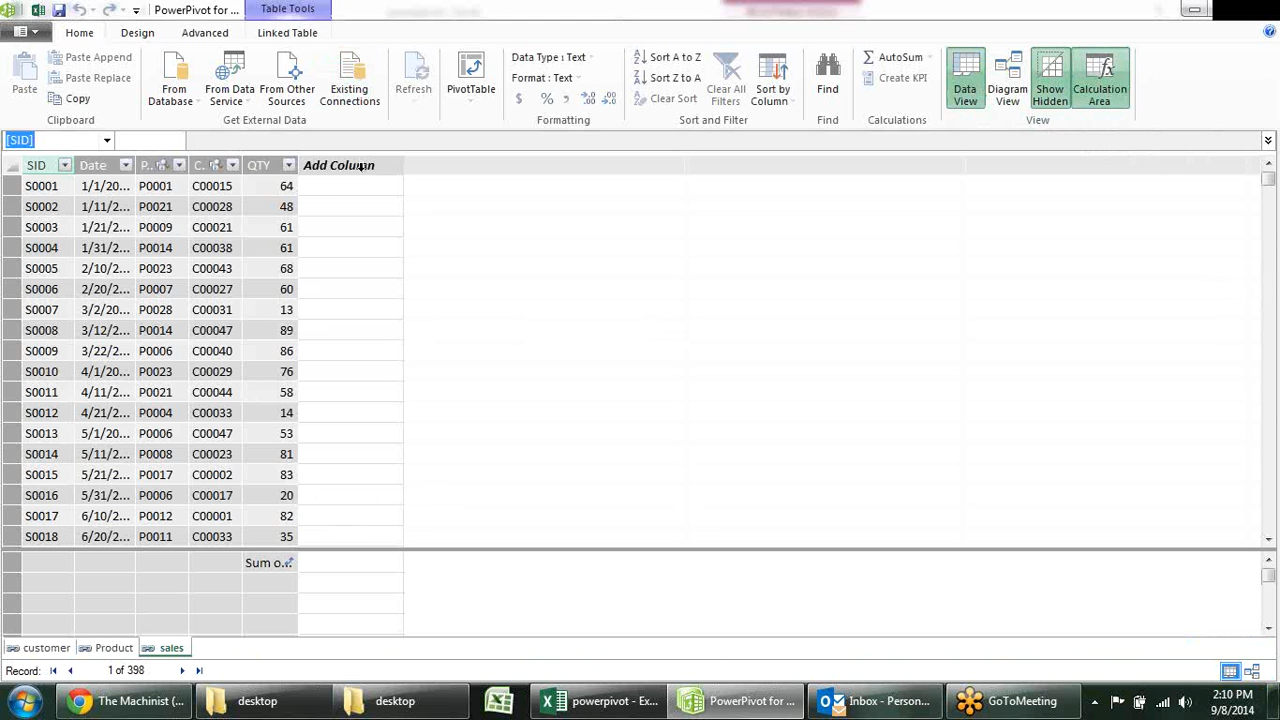 PowerPivot for ... Table Tools
Home Design Advanced Linked Table
Paste
Paste Append
Paste Replace
Copy
Clipboard
From Database
From Data Service
From Other Sources
Existing Connections
Get External Data
Refresh
PivotTable
Data Type : Text
Format : Text
$ % ,
Formatting
Sort A to Z
Sort Z to A
Clear Sort
Clear All Filters
Sort by Column
Sort and Filter
Find
Find
AutoSum
Create KPI
Calculations
Data View
Diagram View
Show Hidden
Calculation Area
View
[SID]
SID Date P.. C. QTY Add Column
S0001 1/1/20... P0001 C00015 64
S0002 1/11/2... P0021 C00028 48
S0003 1/21/2... P0009 C00021 61
S0004 1/31/2... P0014 C00038 61
S0005 2/10/2... P0023 C00043 68
S0006 2/20/2... P0007 C00027 60
S0007 3/2/20... P0028 C00031 13
S0008 3/12/2... P0014 C00047 89
S0009 3/22/2... P0006 C00040 86
S0010 4/1/20... P0023 C00029 76
S0011 4/11/2... P0021 C00044 58
S0012 4/21/2... P0004 C00033 14
S0013 5/1/20... P0006 C00047 53
S0014 5/11/2... P0008 C00023 81
S0015 5/21/2... P0017 C00002 83
S0016 5/31/2... P0006 C00017 20
S0017 6/10/2... P0012 C00001 82
S0018 6/20/2... P0011 C00033 35
Sum o...
customer Product sales
Record: 1 of 398
The Machinist (... desktop desktop powerpivot - Ex... PowerPivot for ... Inbox - Person... GoToMeeting
2:10 PM
9/8/2014